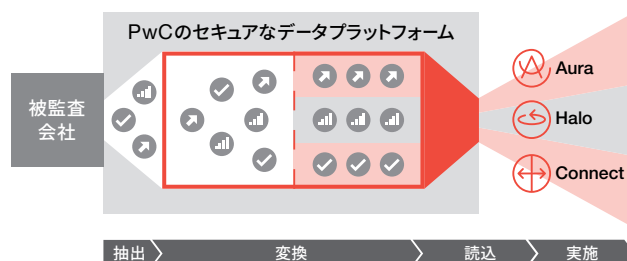 PwCのセキュアなデータプラットフォーム
被監査
会社
Aura
Halo
Connect
抽出
変換
読込
実施